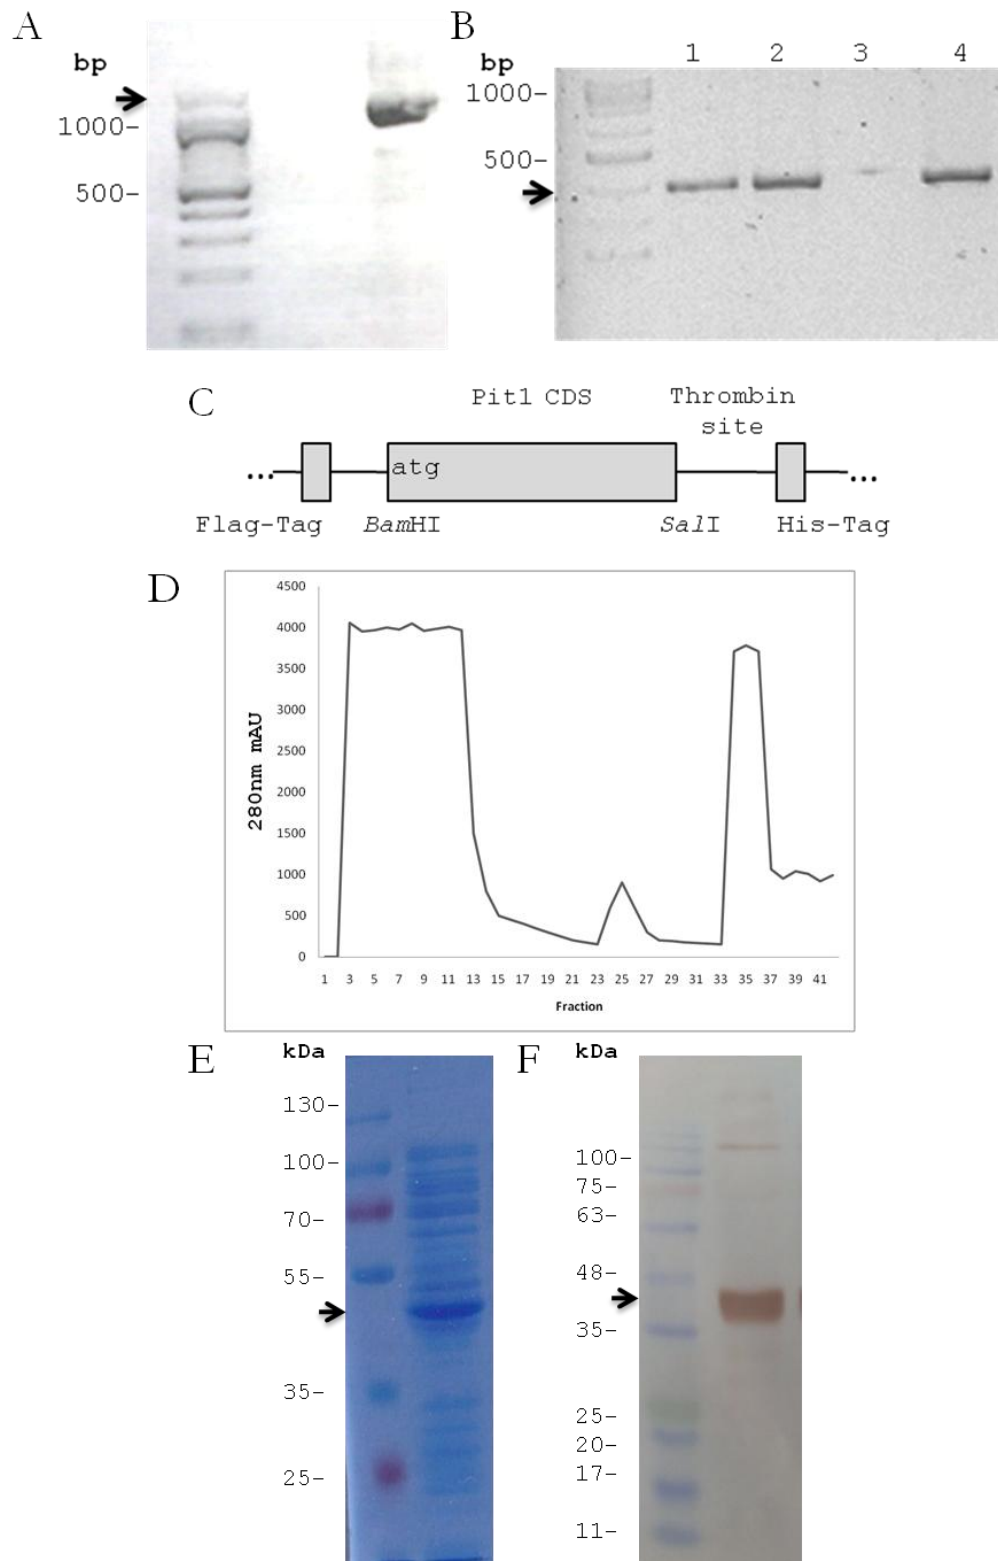 A
bp
1000-
500-
B
bp
1 2 3 4
1000-
500-
C
Pit1 CDS
Thrombin
site
...
atg
...
Flag-Tag
BamHI
SalI
His-Tag
D
4500
4000
3500
3000
2500
2000
1500
1000
500
0
280nm mAU
1 3 5 7 9 11 13 15 17 19 21 23 25 27 29 31 33 35 37 39 41
Fraction
E
kDa
130-
100-
70-
55-
35-
25-
F
kDa
100-
75-
63-
48-
35-
25-
20-
17-
11-